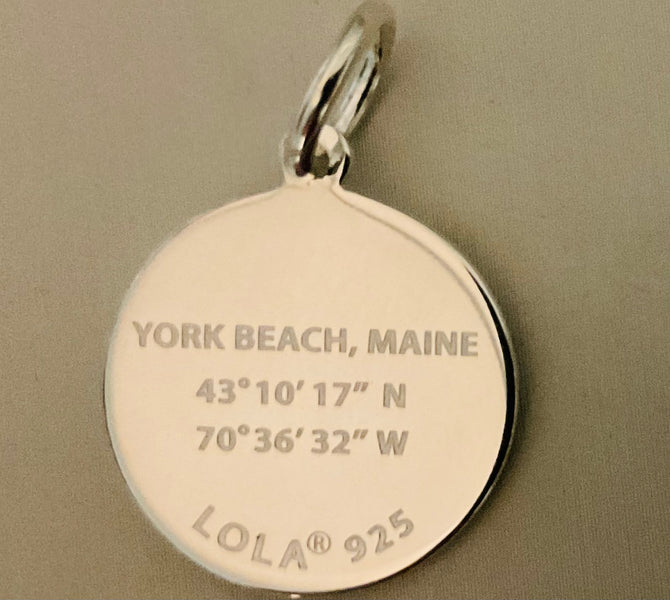 YORK BEACH, MAINE
43°10′ 17″ N
70°36′ 32″ W
LOLA® 925